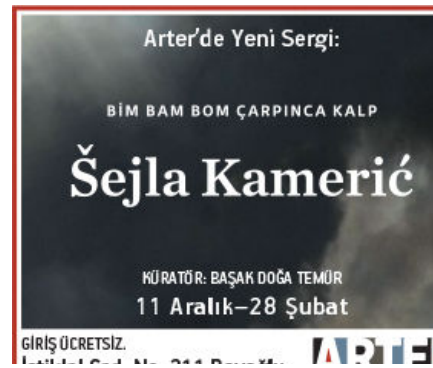 Arter'de Yeni Sergi:
BİM BAM BOM ÇARPINCA KALP
Šejla Kamerić
KÜRATÖR: BAŞAK DOĞA TEMÜR
11 Aralık–28 Şubat
GİRİŞ ÜCRETSİZ.